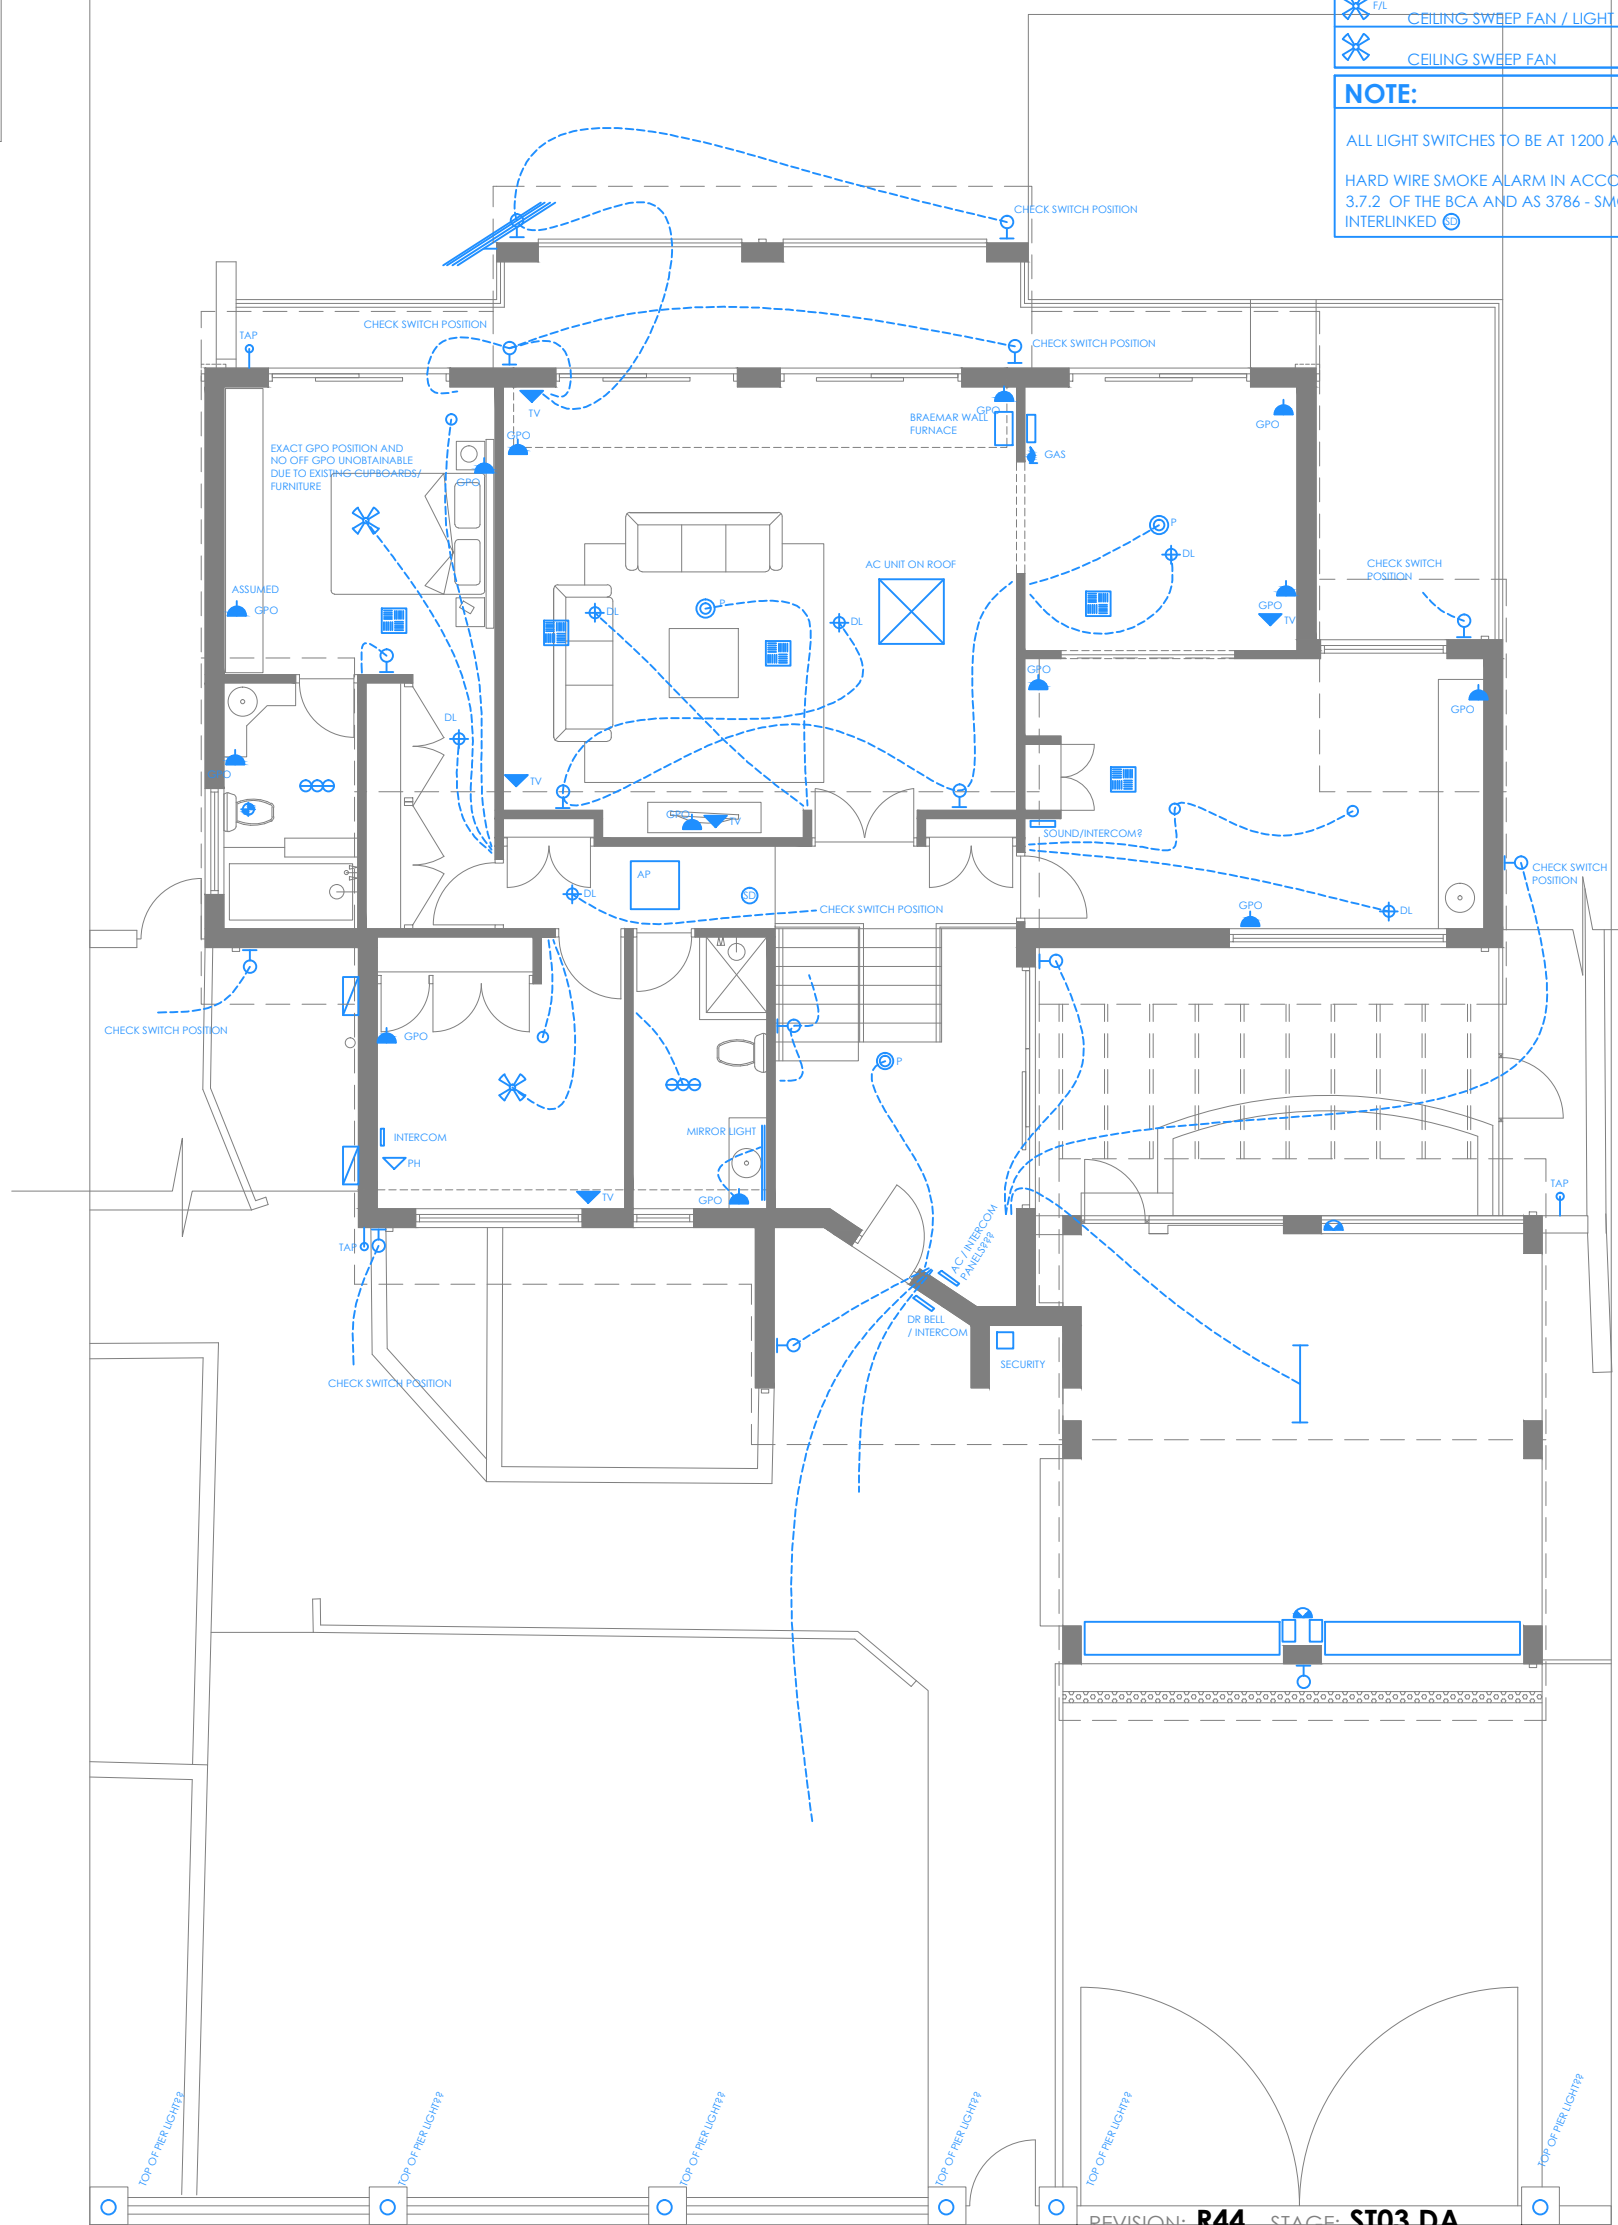 F/L
CEILING SWEEP FAN / LIGHT
CEILING SWEEP FAN
NOTE:
ALL LIGHT SWITCHES TO BE AT 1200 A
HARD WIRE SMOKE ALARM IN ACCO
3.7.2 OF THE BCA AND AS 3786 - SM
INTERLINKED SD
CHECK SWITCH POSITION
CHECK SWITCH POSITION
TAP
CHECK SWITCH POSITION
TV
GPO
BRAEMAR WALL
FURNACE
GPO
GPO
EXACT GPO POSITION AND
NO OFF GPO UNOBTAINABLE
DUE TO EXISTING CUPBOARDS/
FURNITURE
GPO
GAS
P
DL
AC UNIT ON ROOF
CHECK SWITCH
POSITION
ASSUMED
GPO
DL
P
DL
GPO
TV
GPO
GPO
DL
GPO
TV
GPO
TV
SOUND/INTERCOM?
CHECK SWITCH
POSITION
AP
DL
SD
CHECK SWITCH POSITION
GPO
DL
CHECK SWITCH POSITION
GPO
P
INTERCOM
PH
MIRROR LIGHT
TV
GPO
TAP
TAP
AC / INTERCOM
PANELS???
DR BELL
/ INTERCOM
SECURITY
CHECK SWITCH POSITION
TOP OF PIER LIGHT??
TOP OF PIER LIGHT??
TOP OF PIER LIGHT??
TOP OF PIER LIGHT??
TOP OF PIER LIGHT??
TOP OF PIER LIGHT??
REVISION: R44 STAGE: ST03 DA